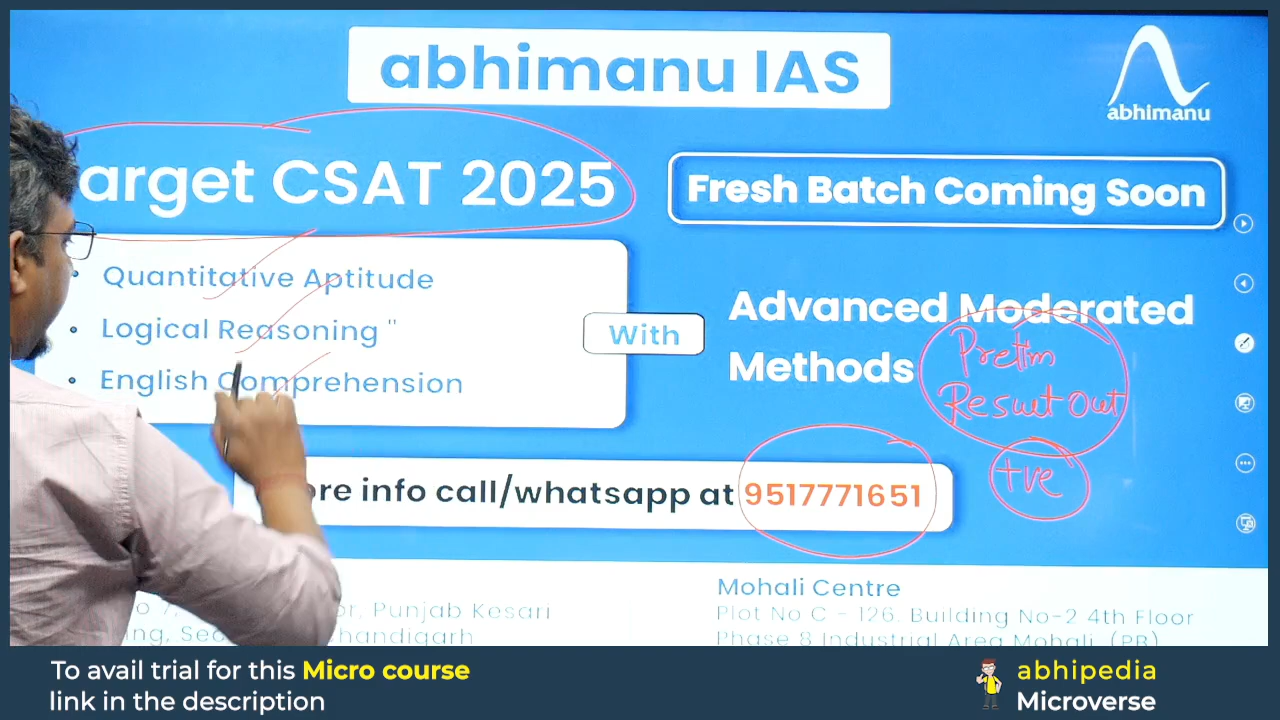 abhimanu IAS
abhimanu
arget CSAT 2025
Fresh Batch Coming Soon
• Quantitative Aptitude
• Logical Reasoning "
• English Comprehension
With
Advanced Moderated
Methods
Prelim
Result Out
+ve
ore info call/whatsapp at 9517771651
Mohali Centre
Plot No C - 126, Building No-2 4th Floor
Phase 8 Industrial Area Mohali (PB)
Punjab Kesari
Chandigarh
To avail trial for this Micro course
link in the description
abhipedia
Microverse